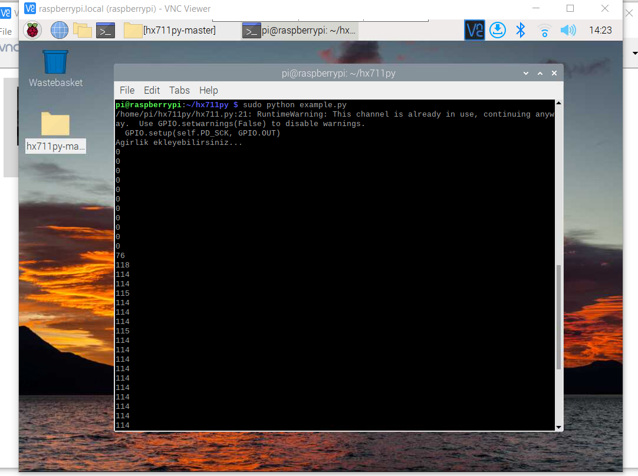 raspberrypi.local (raspberrypi) - VNC Viewer
File
[hx711py-master]
pi@raspberrypi: ~/hx...
14:23
Wastebasket
hx711py-ma...
pi@raspberrypi: ~/hx711py
File Edit Tabs Help
pi@raspberrypi:~/hx711py $ sudo python example.py
/home/pi/hx711py/hx711.py:21: RuntimeWarning: This channel is already in use, continuing anyw
ay.  Use GPIO.setwarnings(False) to disable warnings.
  GPIO.setup(self.PD_SCK, GPIO.OUT)
Agirlik ekleyebilirsiniz...
0
0
0
0
0
0
0
0
0
0
0
76
118
114
114
115
114
114
114
115
114
114
114
114
114
114
114
114
114
114